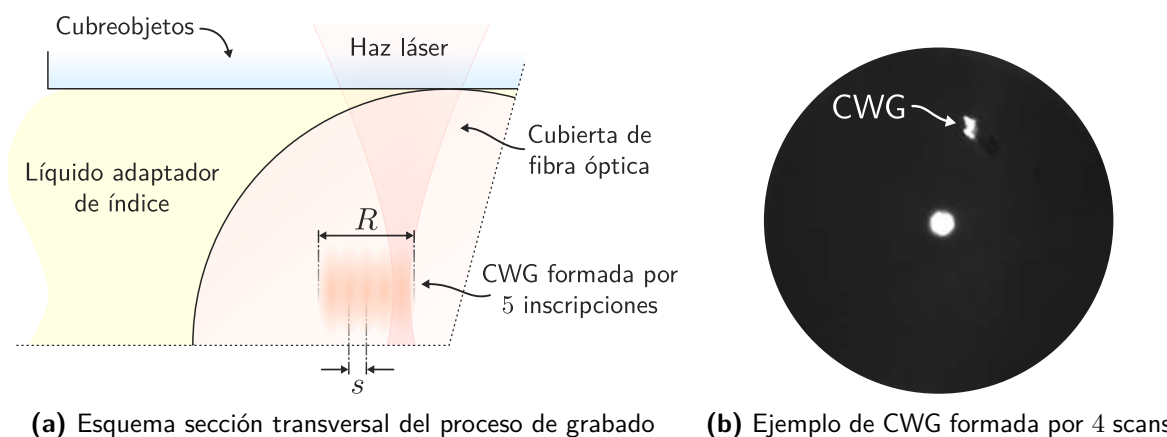 Cubreobjetos
Haz láser
Cubierta de
fibra óptica
Líquido adaptador
de índice
R
CWG formada por
5 inscripciones
s
(a) Esquema sección transversal del proceso de grabado
CWG
(b) Ejemplo de CWG formada por 4 scans